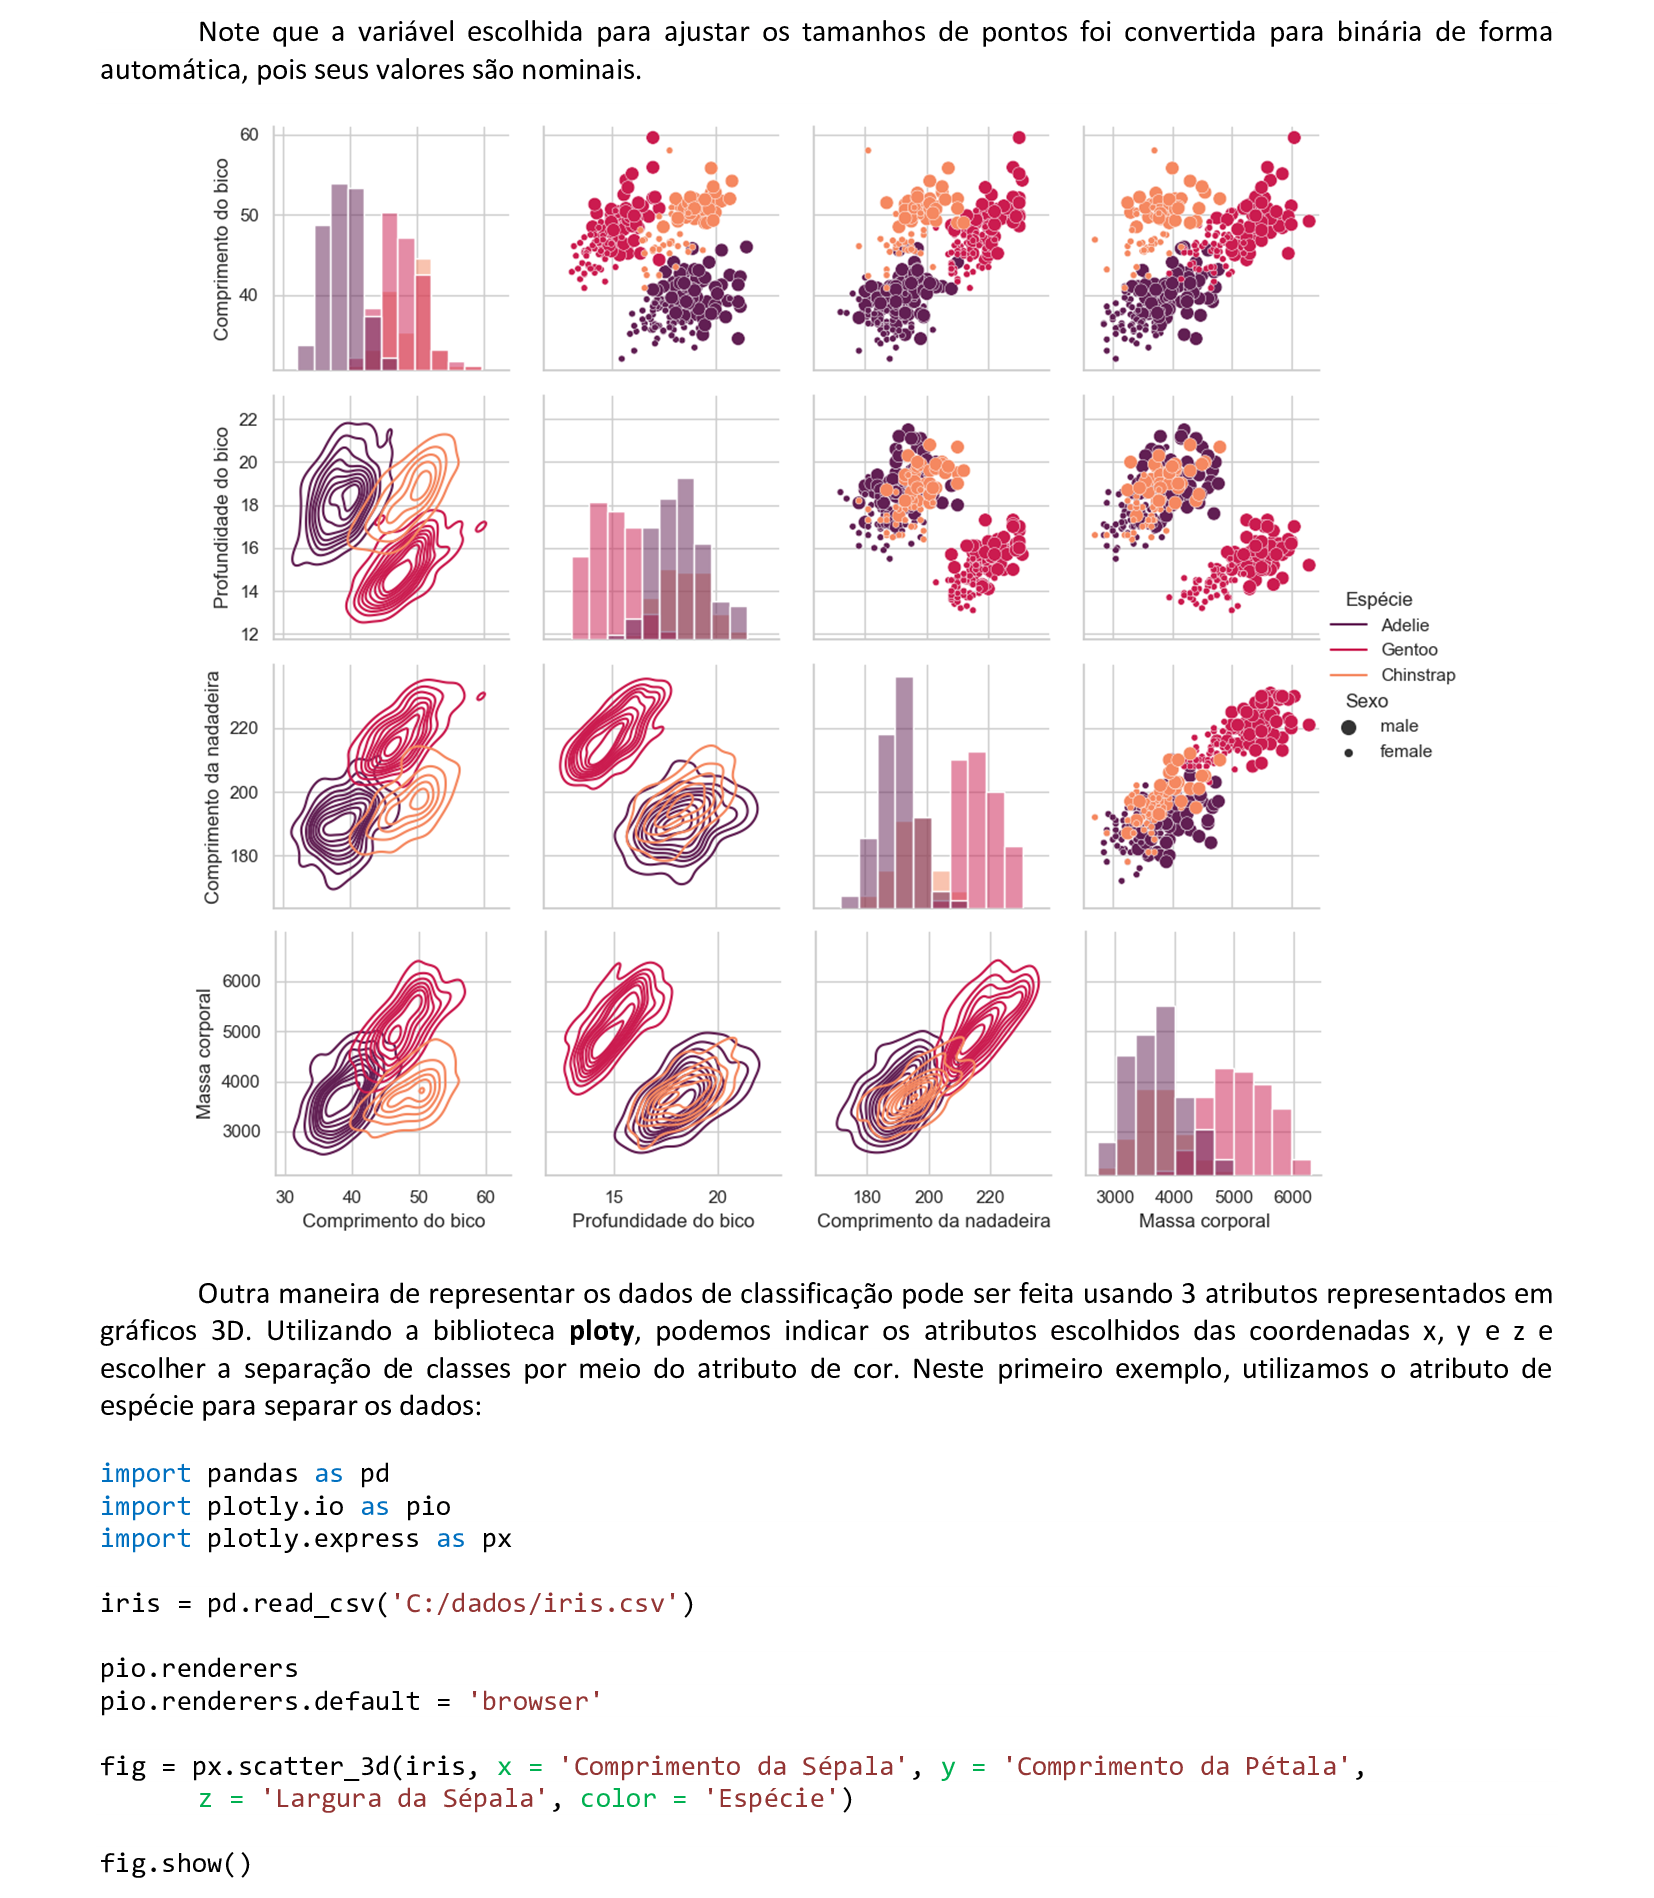 Note que a variável escolhida para ajustar os tamanhos de pontos foi convertida para binária de forma
automática, pois seus valores são nominais.
60
50
40
Comprimento do bico
22
20
18
16
14
12
Profundidade do bico
Espécie
Adelie
Gentoo
Chinstrap
Sexo
male
female
220
200
180
Comprimento da nadadeira
6000
5000
4000
3000
Massa corporal
30 40 50 60 15 20 180 200 220 3000 4000 5000 6000
Comprimento do bico Profundidade do bico Comprimento da nadadeira Massa corporal
Outra maneira de representar os dados de classificação pode ser feita usando 3 atributos representados em
gráficos 3D. Utilizando a biblioteca ploty, podemos indicar os atributos escolhidos das coordenadas x, y e z e
escolher a separação de classes por meio do atributo de cor. Neste primeiro exemplo, utilizamos o atributo de
espécie para separar os dados:
import pandas as pd
import plotly.io as pio
import plotly.express as px
iris = pd.read_csv('C:/dados/iris.csv')
pio.renderers
pio.renderers.default = 'browser'
fig = px.scatter_3d(iris, x = 'Comprimento da Sépala', y = 'Comprimento da Pétala',
z = 'Largura da Sépala', color = 'Espécie')
fig.show()